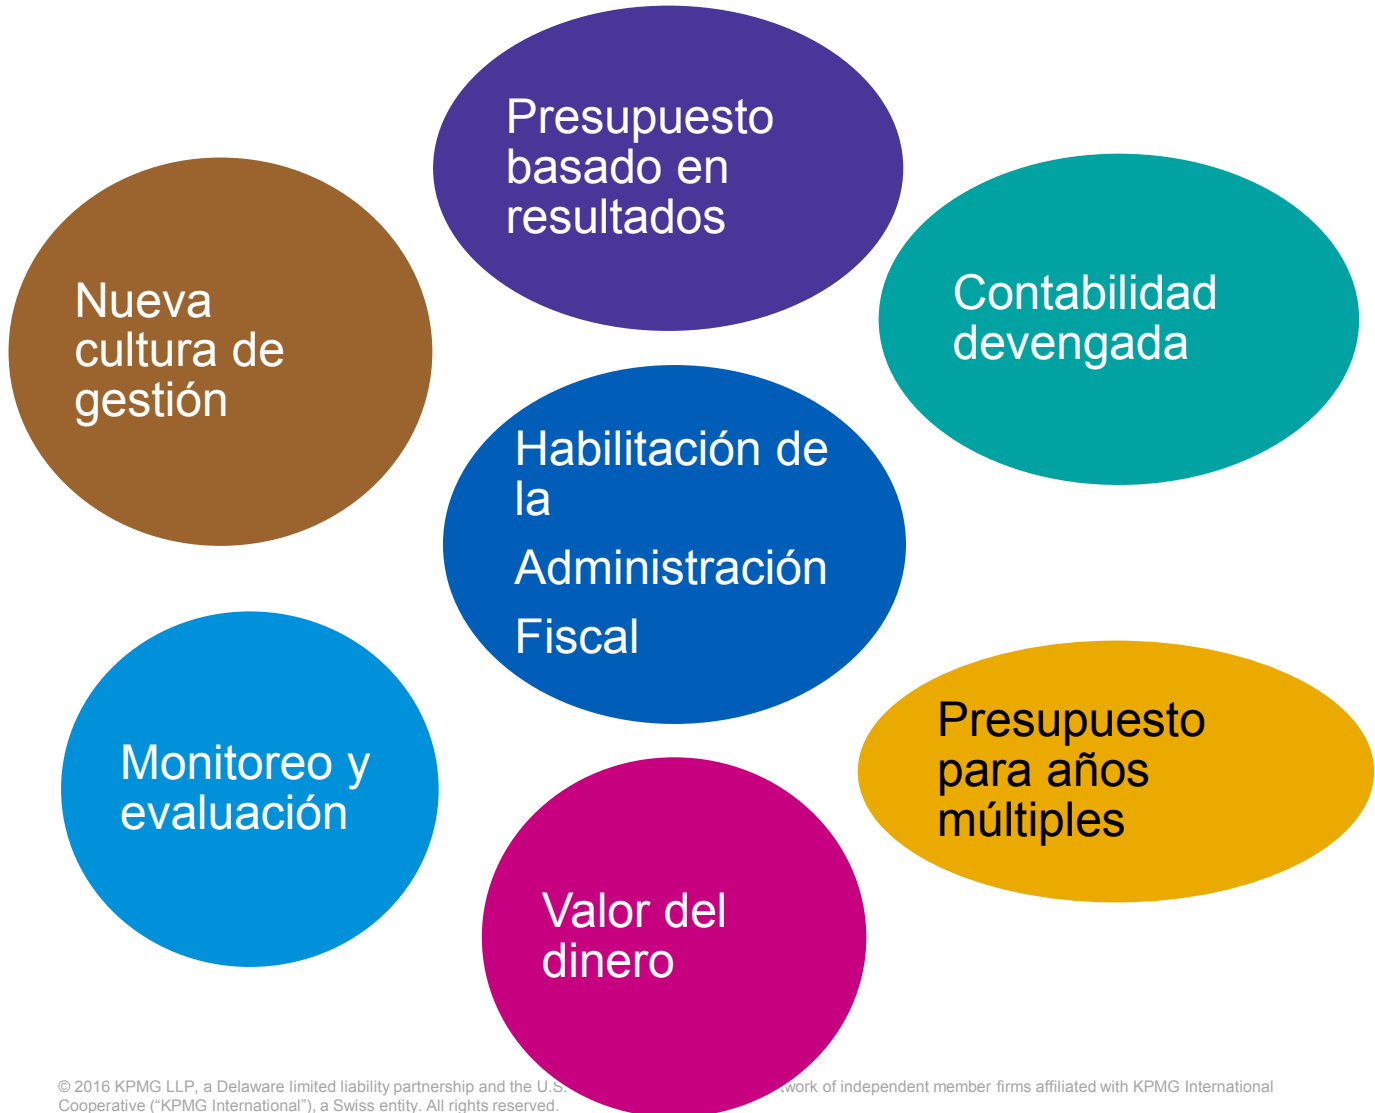 Presupuesto
basado en
resultados
Nueva
cultura de
gestión
Contabilidad
devengada
Habilitación de
la
Administración
Fiscal
Monitoreo y
evaluación
Presupuesto
para años
múltiples
Valor del
dinero
© 2016 KPMG LLP, a Delaware limited liability partnership and the U.S. of independent member firms affiliated with KPMG International
Cooperative (“KPMG International”), a Swiss entity. All rights reserved.